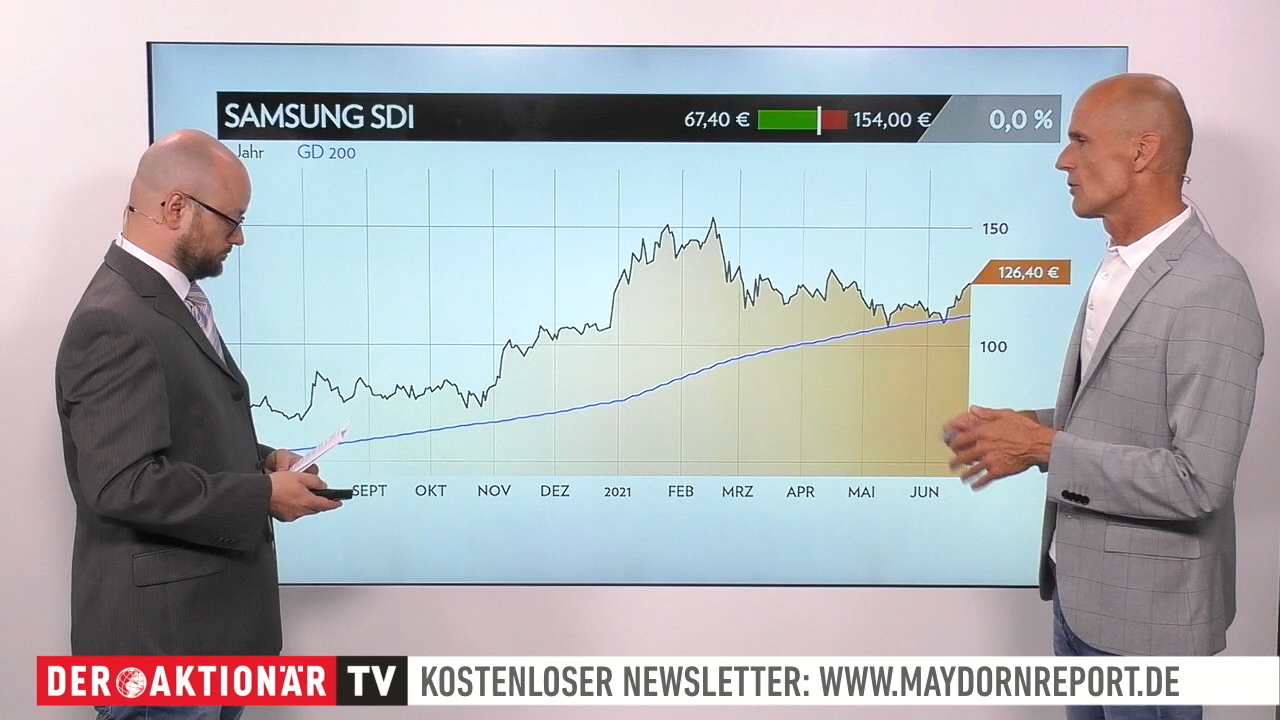 SAMSUNG SDI
67,40 € 154,00 € 0,0 %
Jahr GD 200
150
126,40 €
100
SEPT OKT NOV DEZ 2021 FEB MRZ APR MAI JUN
DER AKTIONÄR TV KOSTENLOSER NEWSLETTER: WWW.MAYDORNREPORT.DE